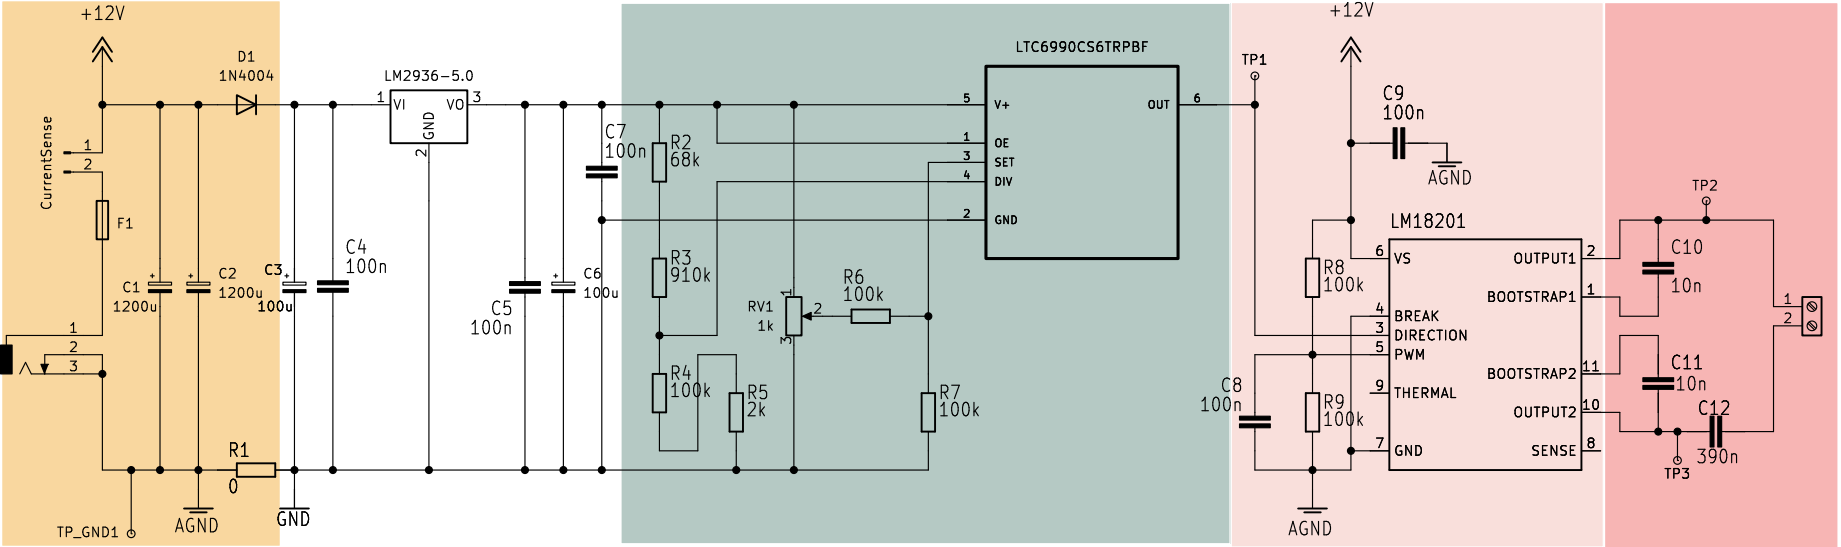 +12V
D1
1N4004
CurrentSense
1
2
F1
C1
1200u
+
C2
1200u
+
1
2
3
R1
0
TP_GND1
AGND
GND
C3
100u
+
C4
100n
LM2936-5.0
1
VI
VO
3
GND
2
C5
100n
C6
100u
+
C7
100n
R2
68k
R3
910k
R4
100k
R5
2k
RV1
1k
1
2
3
R6
100k
R7
100k
LTC6990CS6TRPBF
5
V+
1
OE
3
SET
4
DIV
2
GND
OUT
6
TP1
+12V
C9
100n
AGND
LM18201
6
VS
4
BREAK
3
DIRECTION
5
PWM
9
THERMAL
7
GND
OUTPUT1
2
BOOTSTRAP1
1
BOOTSTRAP2
11
OUTPUT2
10
SENSE
8
R8
100k
R9
100k
C8
100n
AGND
TP2
C10
10n
C11
10n
C12
390n
TP3
1
2